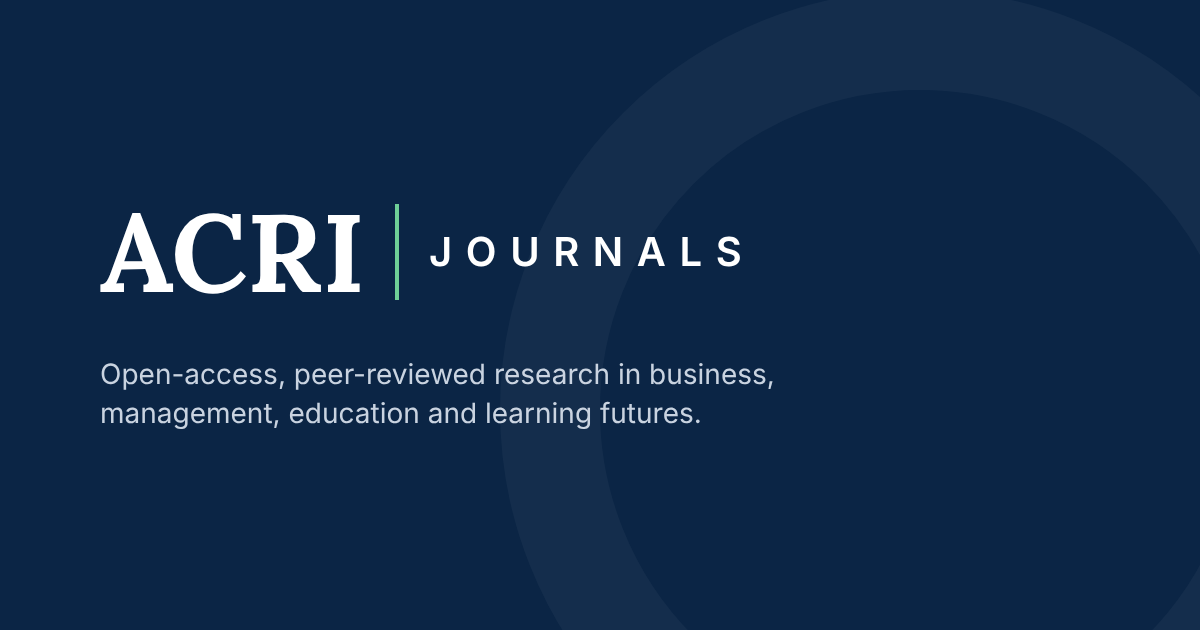 ACRI JOURNALS
Open-access, peer-reviewed research in business,
management, education and learning futures.